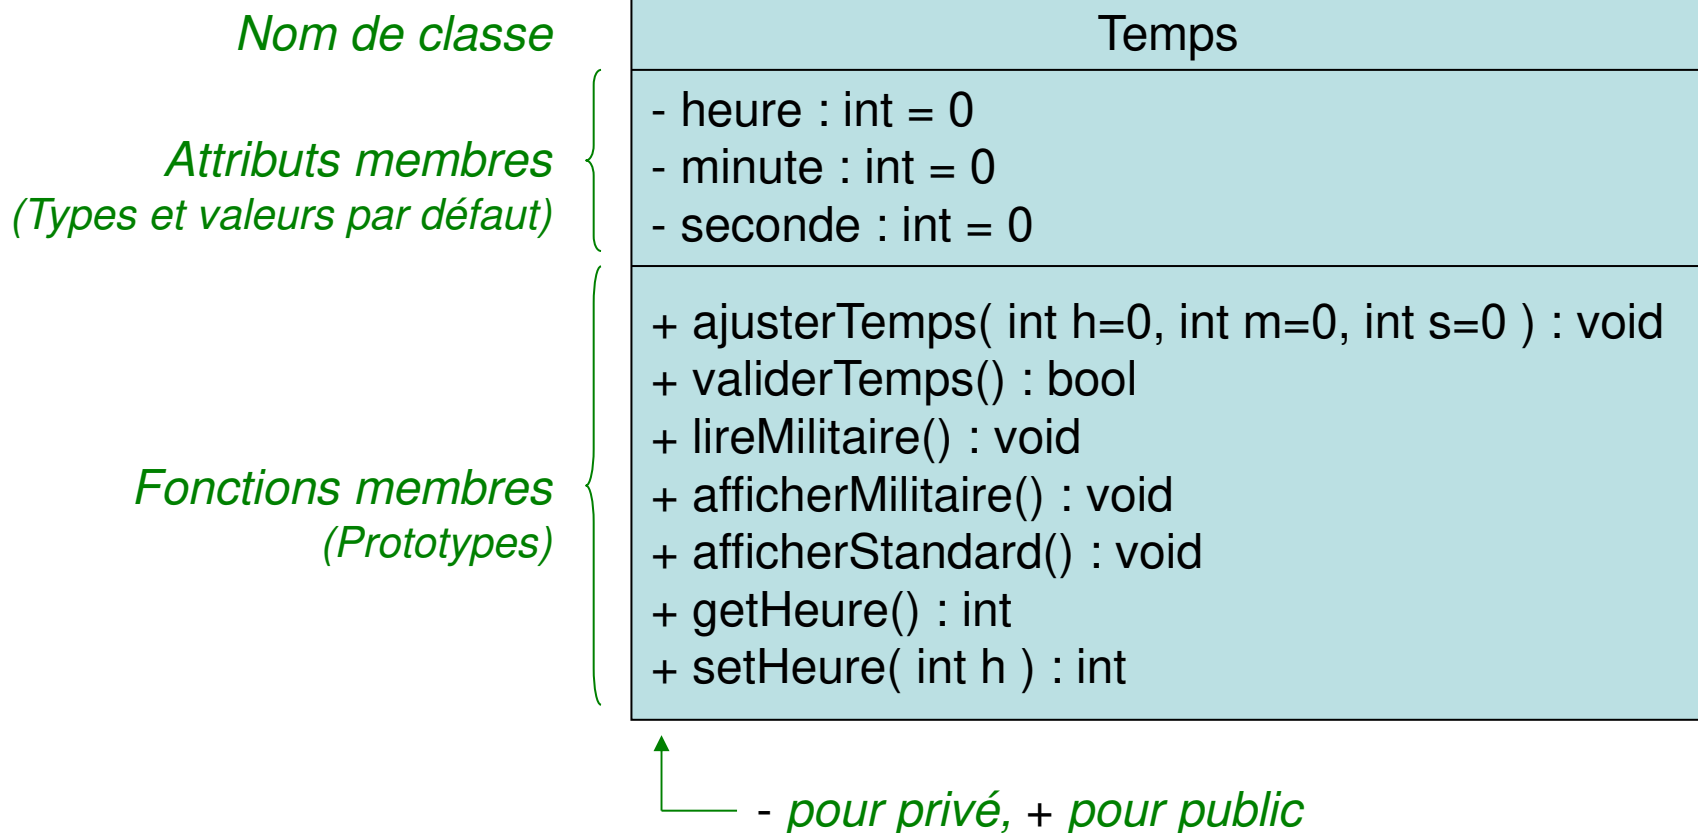 Nom de classe
Temps
Attributs membres
(Types et valeurs par défaut)
- heure : int = 0
- minute : int = 0
- seconde : int = 0
Fonctions membres
(Prototypes)
+ ajusterTemps( int h=0, int m=0, int s=0 ) : void
+ validerTemps() : bool
+ lireMilitaire() : void
+ afficherMilitaire() : void
+ afficherStandard() : void
+ getHeure() : int
+ setHeure( int h ) : int
- pour privé, + pour public